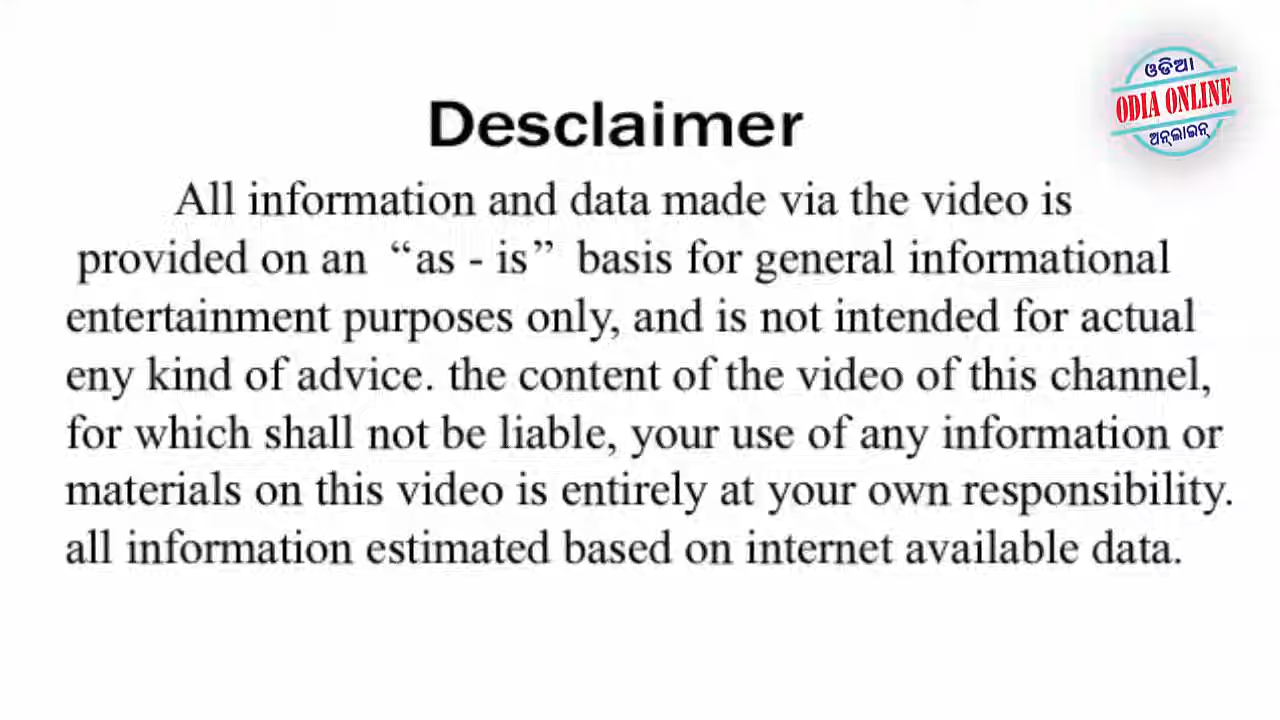 ଓଡିଆ
ODIA ONLINE
ଅନ୍‌ଲାଇନ୍
Desclaimer
All information and data made via the video is
provided on an “as - is” basis for general informational
entertainment purposes only, and is not intended for actual
eny kind of advice. the content of the video of this channel,
for which shall not be liable, your use of any information or
materials on this video is entirely at your own responsibility.
all information estimated based on internet available data.